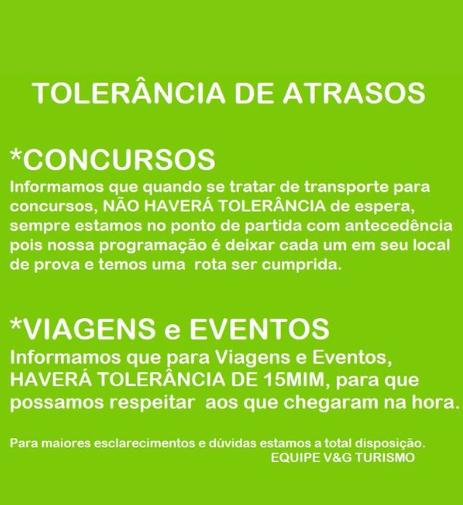 TOLERÂNCIA DE ATRASOS
*CONCURSOS
Informamos que quando se tratar de transporte para
concursos, NÃO HAVERÁ TOLERÂNCIA de espera,
sempre estamos no ponto de partida com antecedência
pois nossa programação é deixar cada um em seu local
de prova e temos uma rota ser cumprida.
*VIAGENS e EVENTOS
Informamos que para Viagens e Eventos,
HAVERÁ TOLERÂNCIA DE 15MIM, para que
possamos respeitar aos que chegaram na hora.
Para maiores esclarecimentos e dúvidas estamos a total disposição.
EQUIPE V&G TURISMO